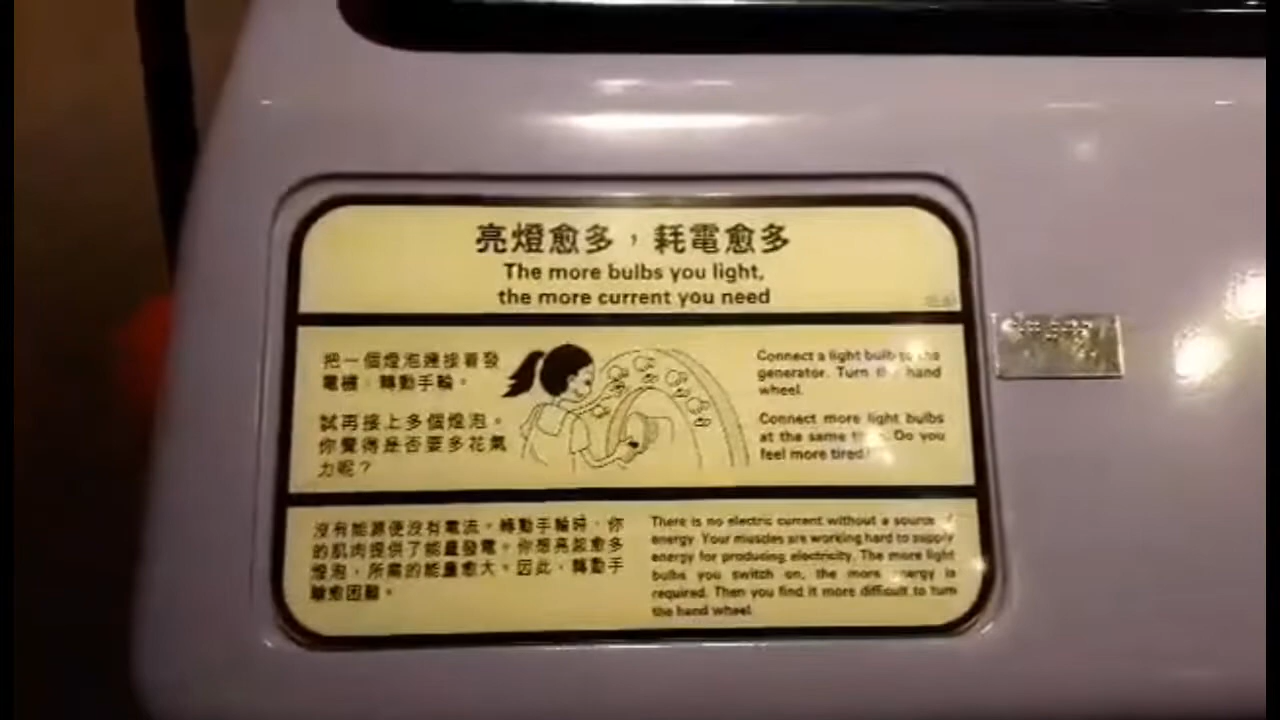 亮燈愈多，耗電愈多
The more bulbs you light,
the more current you need
把一個燈泡連接着發
電機，轉動手輪。
試再接上多個燈泡。
你覺得是否要多花氣
力呢？
Connect a light bulb to the
generator. Turn the hand
wheel.
Connect more light bulbs
at the same Do you
feel more tired?
沒有能源便沒有電流。轉動手輪時，你
的肌肉提供了能量發電。你想亮起愈多
燈泡，所需的能量愈大。因此，轉動手
輪愈困難。
There is no electric current without a source of
energy. Your muscles are working hard to supply
energy for producing electricity. The more light
bulbs you switch on, the more energy is
required. Then you find it more difficult to turn
the hand wheel.